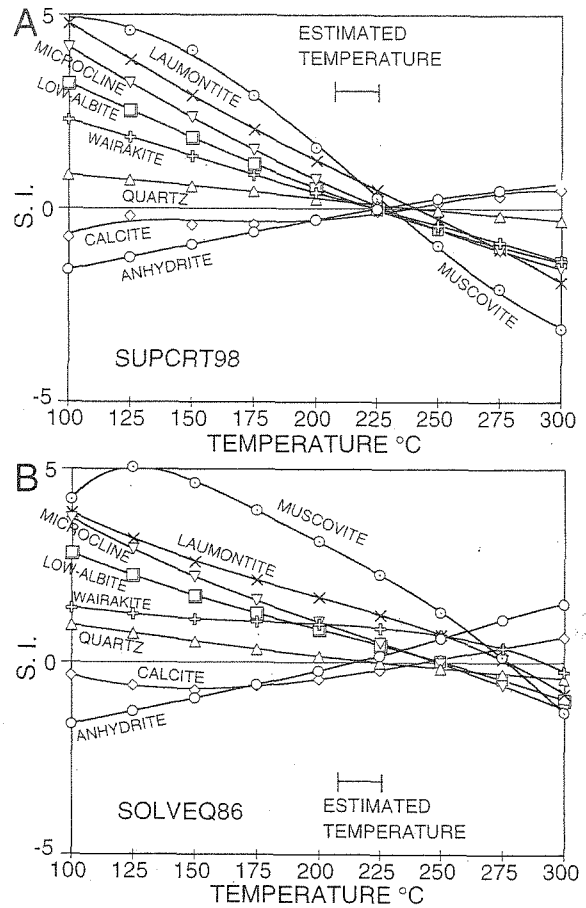 A
5
0
-5
S. I.
ESTIMATED
TEMPERATURE
LAUMONTITE
MICROCLINE
LOW-ALBITE
WAIRAKITE
QUARTZ
CALCITE
ANHYDRITE
MUSCOVITE
SUPCRT98
100 125 150 175 200 225 250 275 300
TEMPERATURE °C
B
5
0
-5
S. I.
MUSCOVITE
LAUMONTITE
MICROCLINE
LOW-ALBITE
WAIRAKITE
QUARTZ
CALCITE
ANHYDRITE
ESTIMATED
TEMPERATURE
SOLVEQ86
100 125 150 175 200 225 250 275 300
TEMPERATURE °C